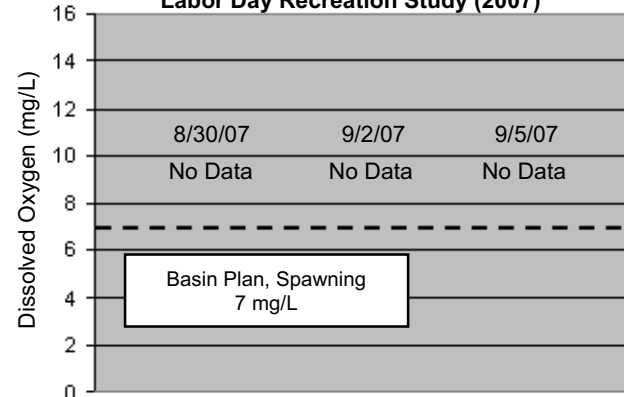 Labor Day Recreation Study (2007)
16
14
12
10
8
6
4
2
0
Dissolved Oxygen (mg/L)
8/30/07 9/2/07 9/5/07
No Data No Data No Data
Basin Plan, Spawning
7 mg/L